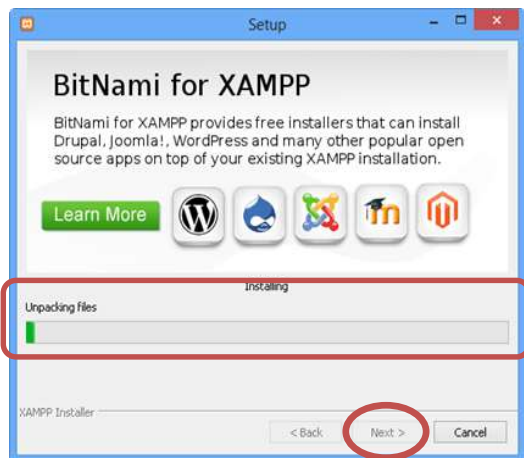 Setup
BitNami for XAMPP
BitNami for XAMPP provides free installers that can install
Drupal, Joomla!, WordPress and many other popular open
source apps on top of your existing XAMPP installation.
Learn More
Installing
Unpacking files
XAMPP Installer
< Back
Next >
Cancel